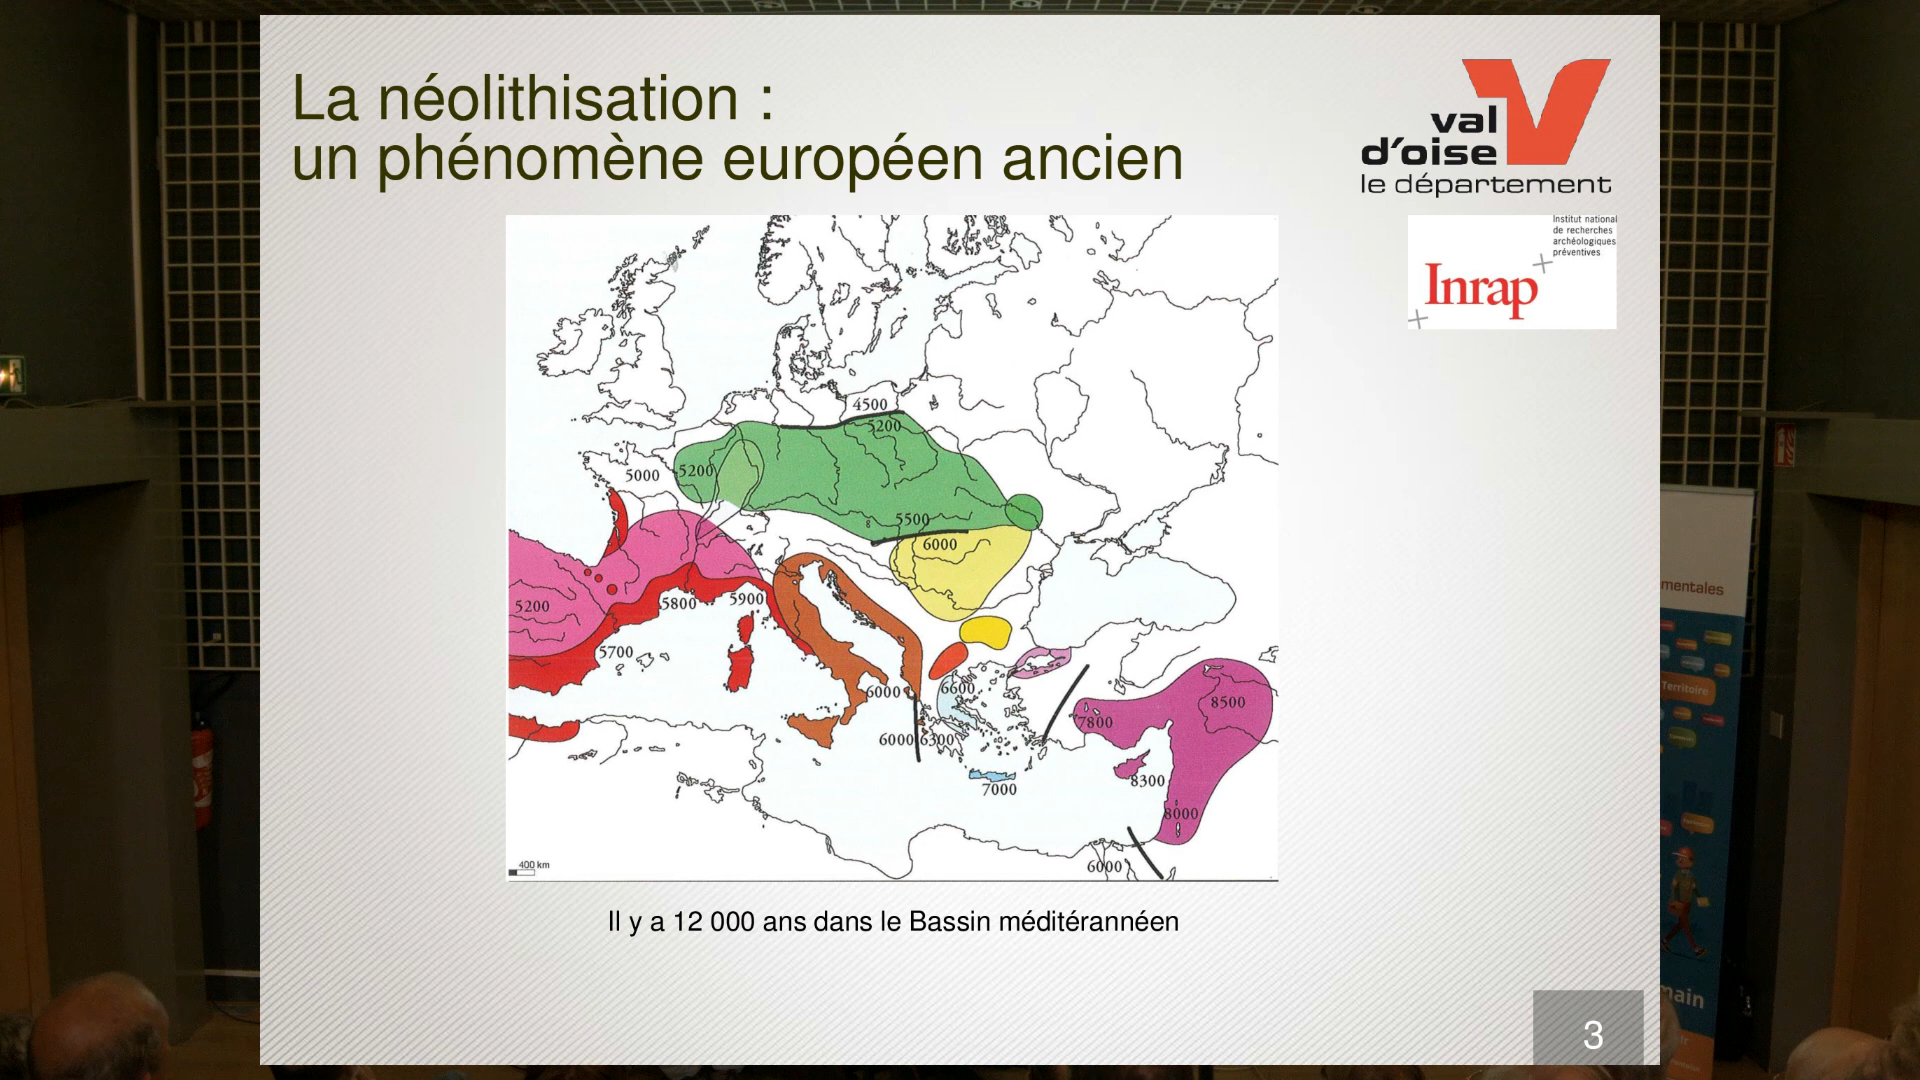 La néolithisation :
un phénomène européen ancien
val
d'oise
le département
Institut national
de recherches
archéologiques
préventives
Inrap
4500
5200
5000
5200
5500
6000
5200
5800
5900
5700
6000
6600
8500
7800
6000
6300
8300
7000
8000
6000
400 km
Il y a 12 000 ans dans le Bassin méditérannéen
3
mentales
Territoire